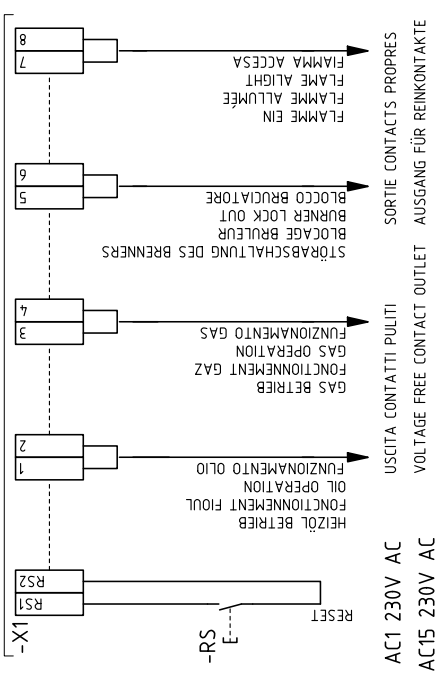 8
7
FIAMMA ACCESA
FLAME ALIGHT
FLAMME ALLUMÉE
FLAMME EIN
6
5
BLOCCO BRUCIATORE
BURNER LOCK OUT
BLOCAGE BRULEUR
STÖRABSCHALTUNG DES BRENNERS
4
3
FUNZIONAMENTO GAS
GAS OPERATION
FONCTIONNEMENT GAZ
GAS BETRIEB
2
1
FUNZIONAMENTO OLIO
OIL OPERATION
FONCTIONNEMENT FIOUL
HEIZÖL BETRIEB
RS2
RS1
RESET
-X1
-RS
E
USCITA CONTATTI PULITI
SORTIE CONTACTS PROPRES
VOLTAGE FREE CONTACT OUTLET
AUSGANG FÜR REINKONTAKTE
AC1 230V AC
AC15 230V AC